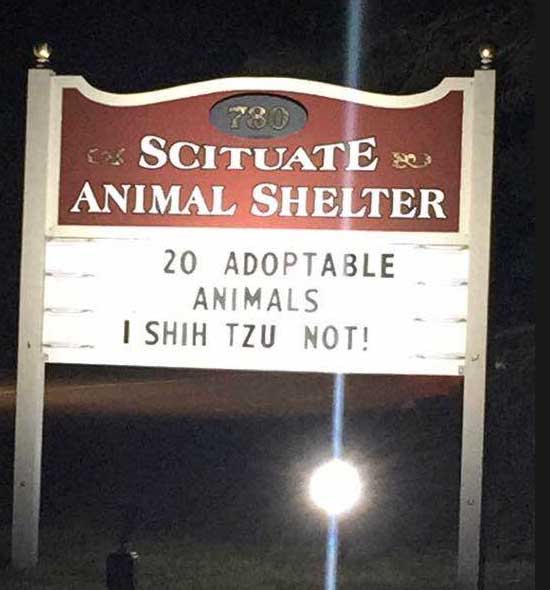 780
SCITUATE
ANIMAL SHELTER
20 ADOPTABLE
ANIMALS
I SHIH TZU NOT!